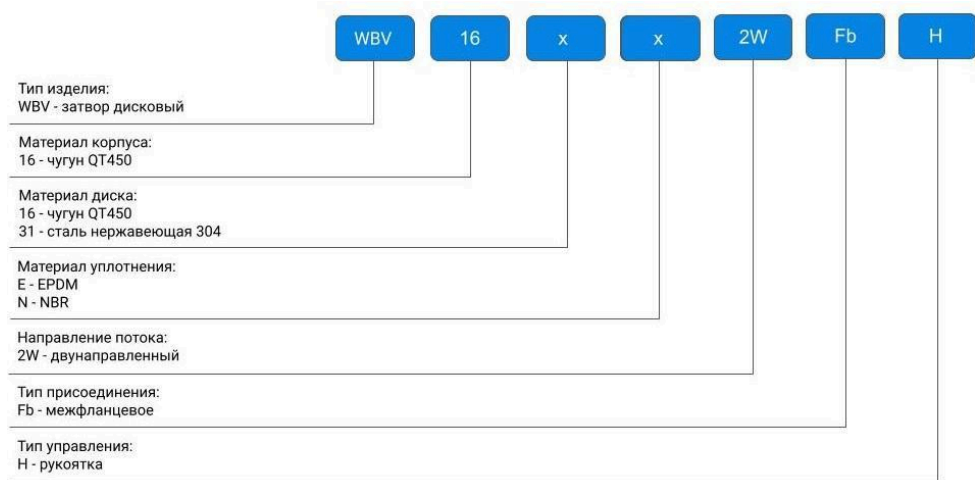 WBV 16 x x 2W Fb H
Тип изделия:
WBV - затвор дисковый
Материал корпуса:
16 - чугун QT450
Материал диска:
16 - чугун QT450
31 - сталь нержавеющая 304
Материал уплотнения:
E - EPDM
N - NBR
Направление потока:
2W - двунаправленный
Тип присоединения:
Fb - межфланцевое
Тип управления:
H - рукоятка